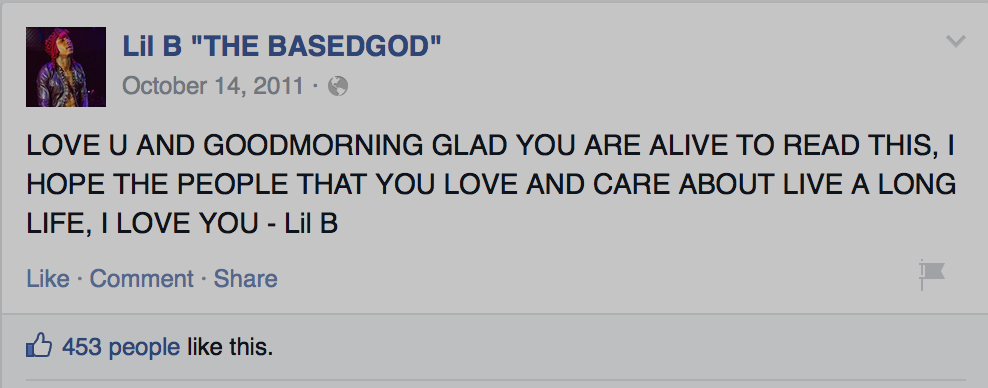 Lil B "THE BASEDGOD"
October 14, 2011 ·
LOVE U AND GOODMORNING GLAD YOU ARE ALIVE TO READ THIS, I
HOPE THE PEOPLE THAT YOU LOVE AND CARE ABOUT LIVE A LONG
LIFE, I LOVE YOU - Lil B
Like · Comment · Share
453 people like this.